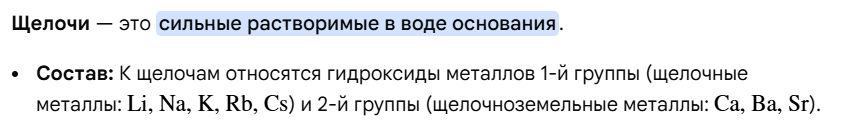 Щелочи — это сильные растворимые в воде основания.
• Состав: К щелочам относятся гидроксиды металлов 1-й группы (щелочные
металлы: Li, Na, K, Rb, Cs) и 2-й группы (щелочноземельные металлы: Ca, Ba, Sr).